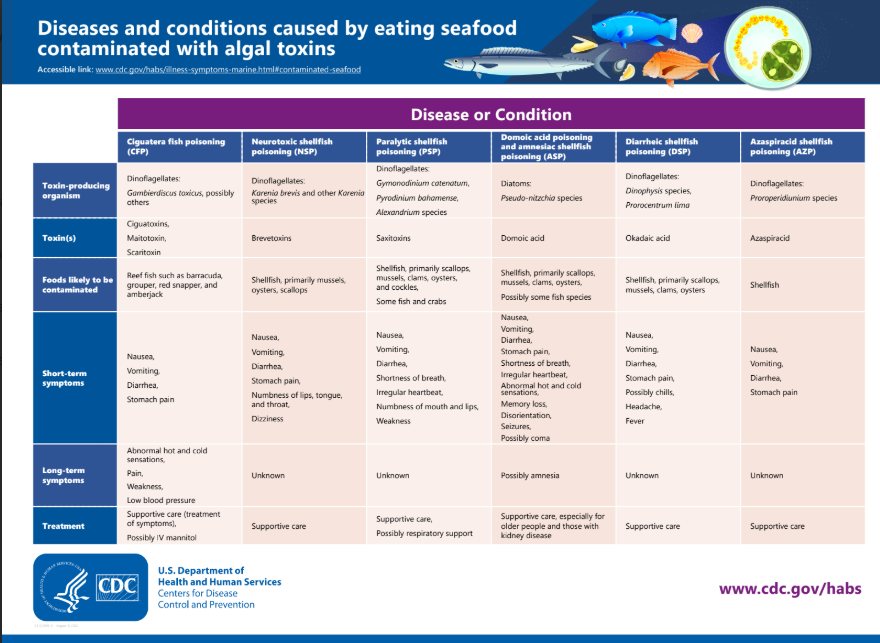 Diseases and conditions caused by eating seafood
contaminated with algal toxins
Accessible link: www.cdc.gov/habs/illness-symptoms-marine.html#contaminated-seafood
Disease or Condition
Ciguatera fish poisoning
(CFP)
Neurotoxic shellfish
poisoning (NSP)
Paralytic shellfish
poisoning (PSP)
Domoic acid poisoning
and amnesiac shellfish
poisoning (ASP)
Diarrheic shellfish
poisoning (DSP)
Azaspiracid shellfish
poisoning (AZP)
Toxin-producing
organism
Dinoflagellates:
Gambierdiscus toxicus, possibly
others
Dinoflagellates:
Karenia brevis and other Karenia
species
Dinoflagellates:
Gymonodinium catenatum,
Pyrodinium bahamense,
Alexandrium species
Diatoms:
Pseudo-nitzchia species
Dinoflagellates:
Dinophysis species,
Prorocentrum lima
Dinoflagellates:
Proroperidiunium species
Toxin(s)
Ciguatoxins,
Maitotoxin,
Scaritoxin
Brevetoxins
Saxitoxins
Domoic acid
Okadaic acid
Azaspiracid
Foods likely to be
contaminated
Reef fish such as barracuda,
grouper, red snapper, and
amberjack
Shellfish, primarily mussels,
oysters, scallops
Shellfish, primarily scallops,
mussels, clams, oysters,
and cockles,
Some fish and crabs
Shellfish, primarily scallops,
mussels, clams, oysters,
Possibly some fish species
Shellfish, primarily scallops,
mussels, clams, oysters
Shellfish
Short-term
symptoms
Nausea,
Vomiting,
Diarrhea,
Stomach pain
Nausea,
Vomiting,
Diarrhea,
Stomach pain,
Numbness of lips, tongue,
and throat,
Dizziness
Nausea,
Vomiting,
Diarrhea,
Shortness of breath,
Irregular heartbeat,
Numbness of mouth and lips,
Weakness
Nausea,
Vomiting,
Diarrhea,
Stomach pain,
Shortness of breath,
Irregular heartbeat,
Abnormal hot and cold
sensations,
Memory loss,
Disorientation,
Seizures,
Possibly coma
Nausea,
Vomiting,
Diarrhea,
Stomach pain,
Possibly chills,
Headache,
Fever
Nausea,
Vomiting,
Diarrhea,
Stomach pain
Long-term
symptoms
Abnormal hot and cold
sensations,
Pain,
Weakness,
Low blood pressure
Unknown
Unknown
Possibly amnesia
Unknown
Unknown
Treatment
Supportive care (treatment
of symptoms),
Possibly IV mannitol
Supportive care
Supportive care,
Possibly respiratory support
Supportive care, especially for
older people and those with
kidney disease
Supportive care
Supportive care
CDC
U.S. Department of
Health and Human Services
Centers for Disease
Control and Prevention
www.cdc.gov/habs